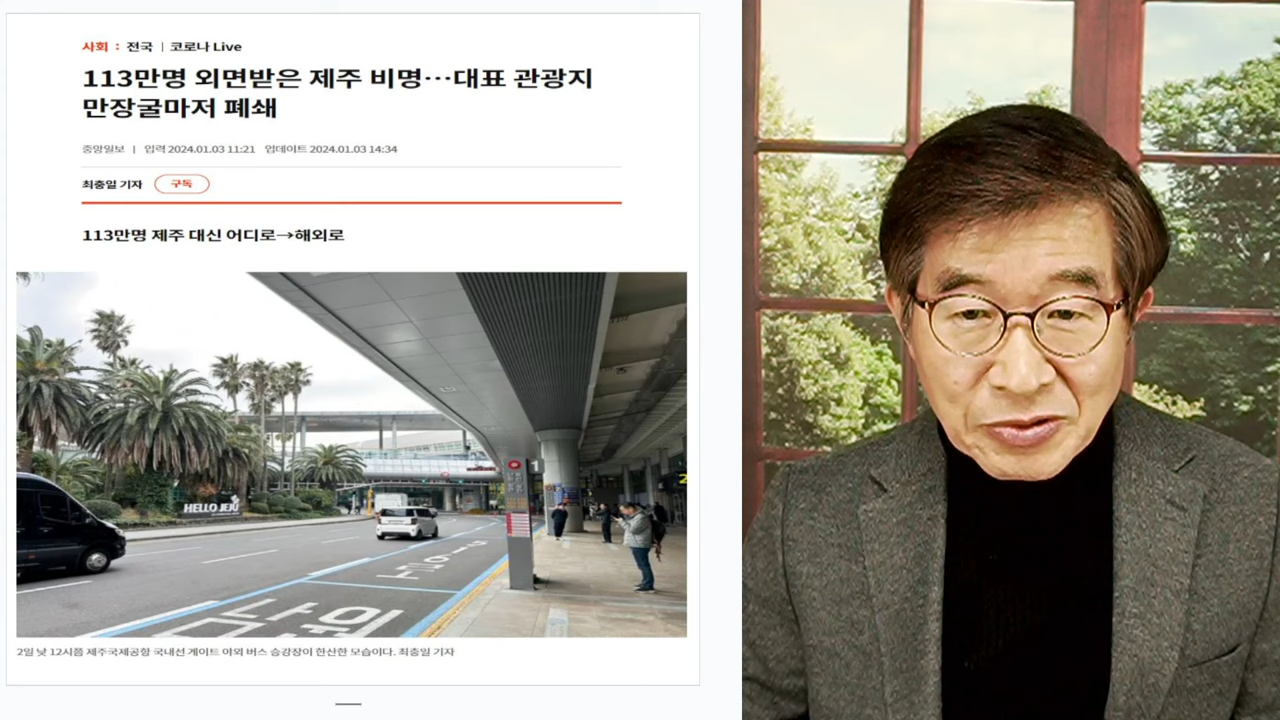 사회 : 전국 | 코로나 Live
113만명 외면받은 제주 비명…대표 관광지
만장굴마저 폐쇄
중앙일보 | 입력 2024.01.03 11:21 업데이트 2024.01.03 14:34
최충일 기자 구독
113만명 제주 대신 어디로→해외로
HELLO JEJU
1
2
2일 낮 12시쯤 제주국제공항 국내선 게이트 야외 버스 승강장이 한산한 모습이다. 최충일 기자